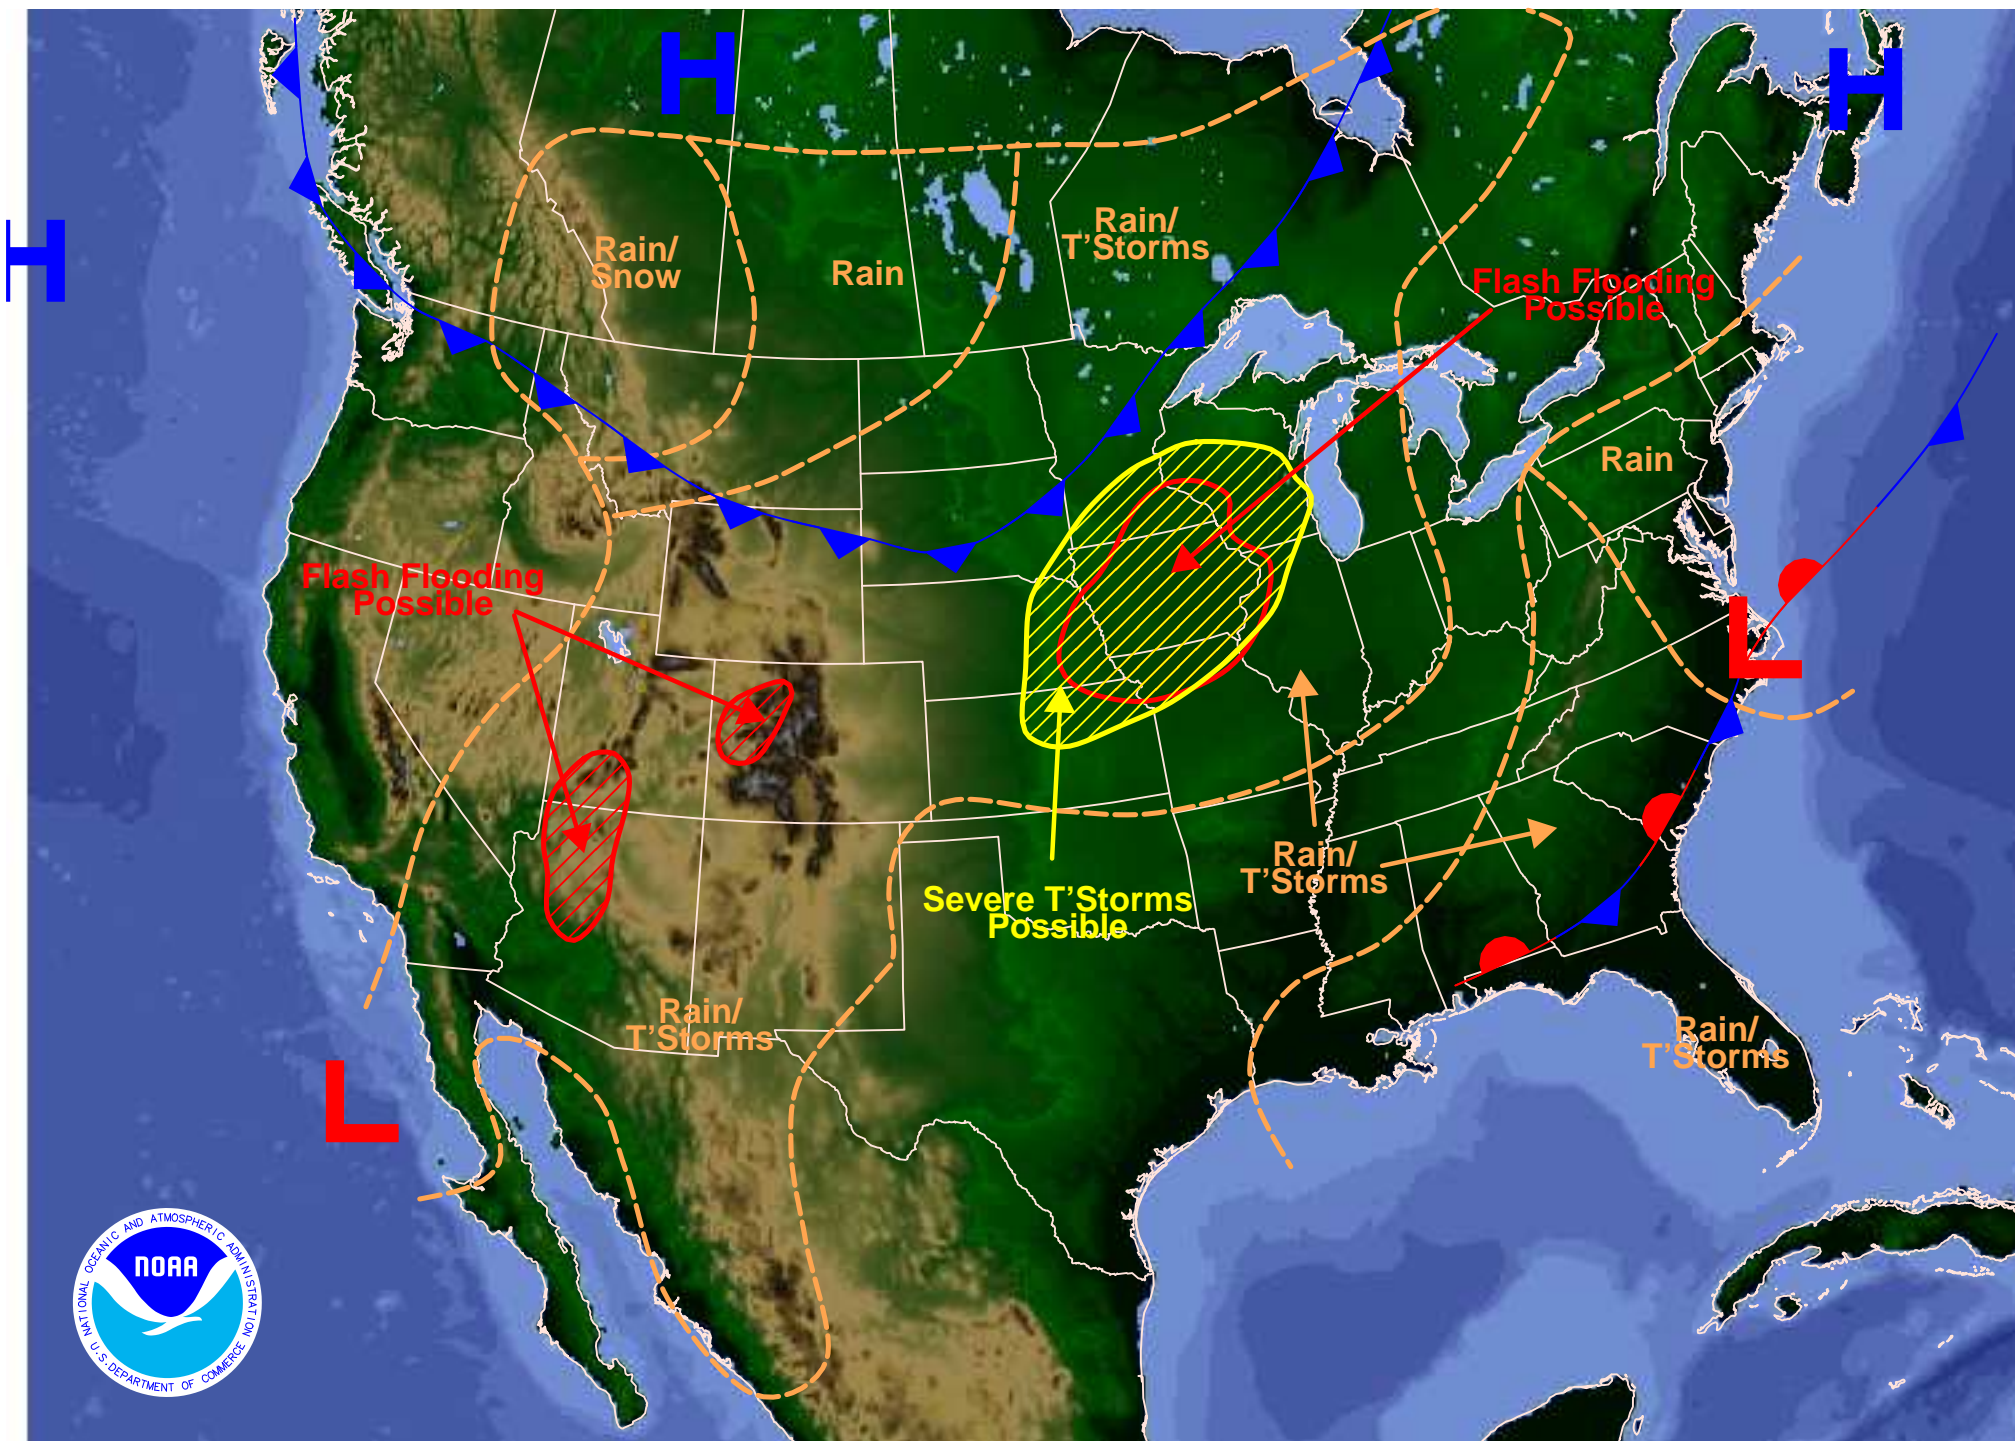 H
H
H
Rain/
T'Storms
Rain/
Snow
Rain
Flash Flooding
Possible
Rain
Flash Flooding
Possible
L
Rain/
T'Storms
Severe T'Storms
Possible
Rain/
T'Storms
Rain/
T'Storms
L
NATIONAL OCEANIC AND ATMOSPHERIC ADMINISTRATION
NOAA
U.S. DEPARTMENT OF COMMERCE